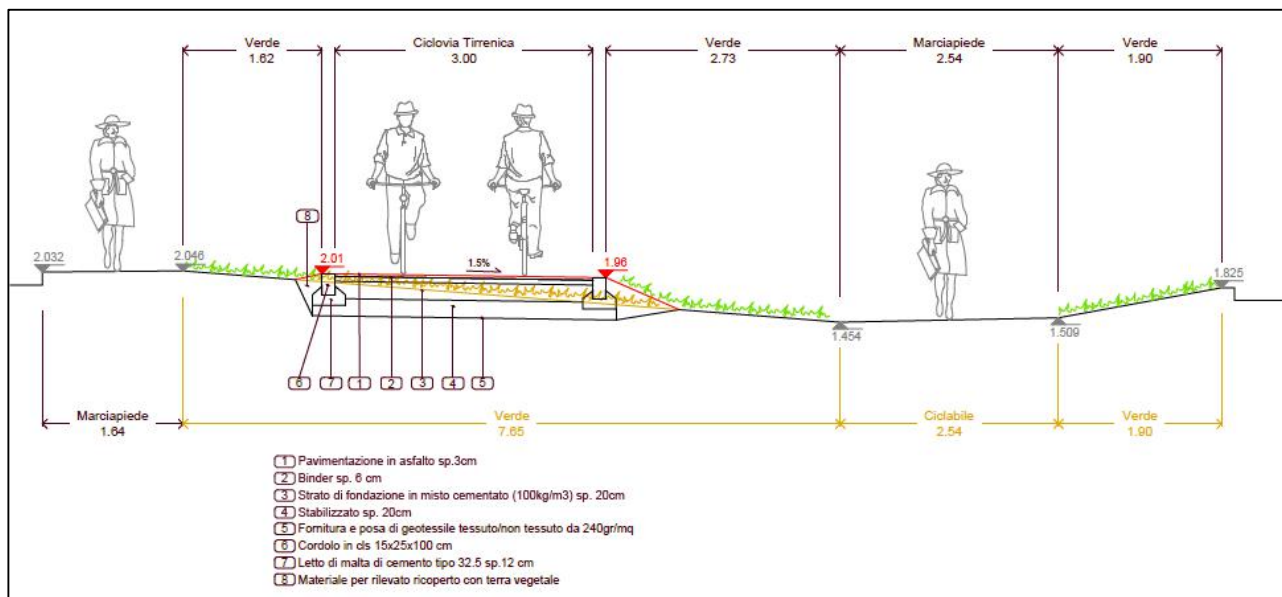 Verde
1.62
Ciclovia Tirrenica
3.00
Verde
2.73
Marciapiede
2.54
Verde
1.90
8
2.032
2.046
2.01
1.5%
1.96
1.825
1.454
1.509
6
7
1
2
3
4
5
Marciapiede
1.64
Verde
7.65
Ciclabile
2.54
Verde
1.90
1 Pavimentazione in asfalto sp.3cm
2 Binder sp. 6 cm
3 Strato di fondazione in misto cementato (100kg/m3) sp. 20cm
4 Stabilizzato sp. 20cm
5 Fornitura e posa di geotessile tessuto/non tessuto da 240gr/mq
6 Cordolo in cls 15x25x100 cm
7 Letto di malta di cemento tipo 32.5 sp.12 cm
8 Materiale per rilevato ricoperto con terra vegetale